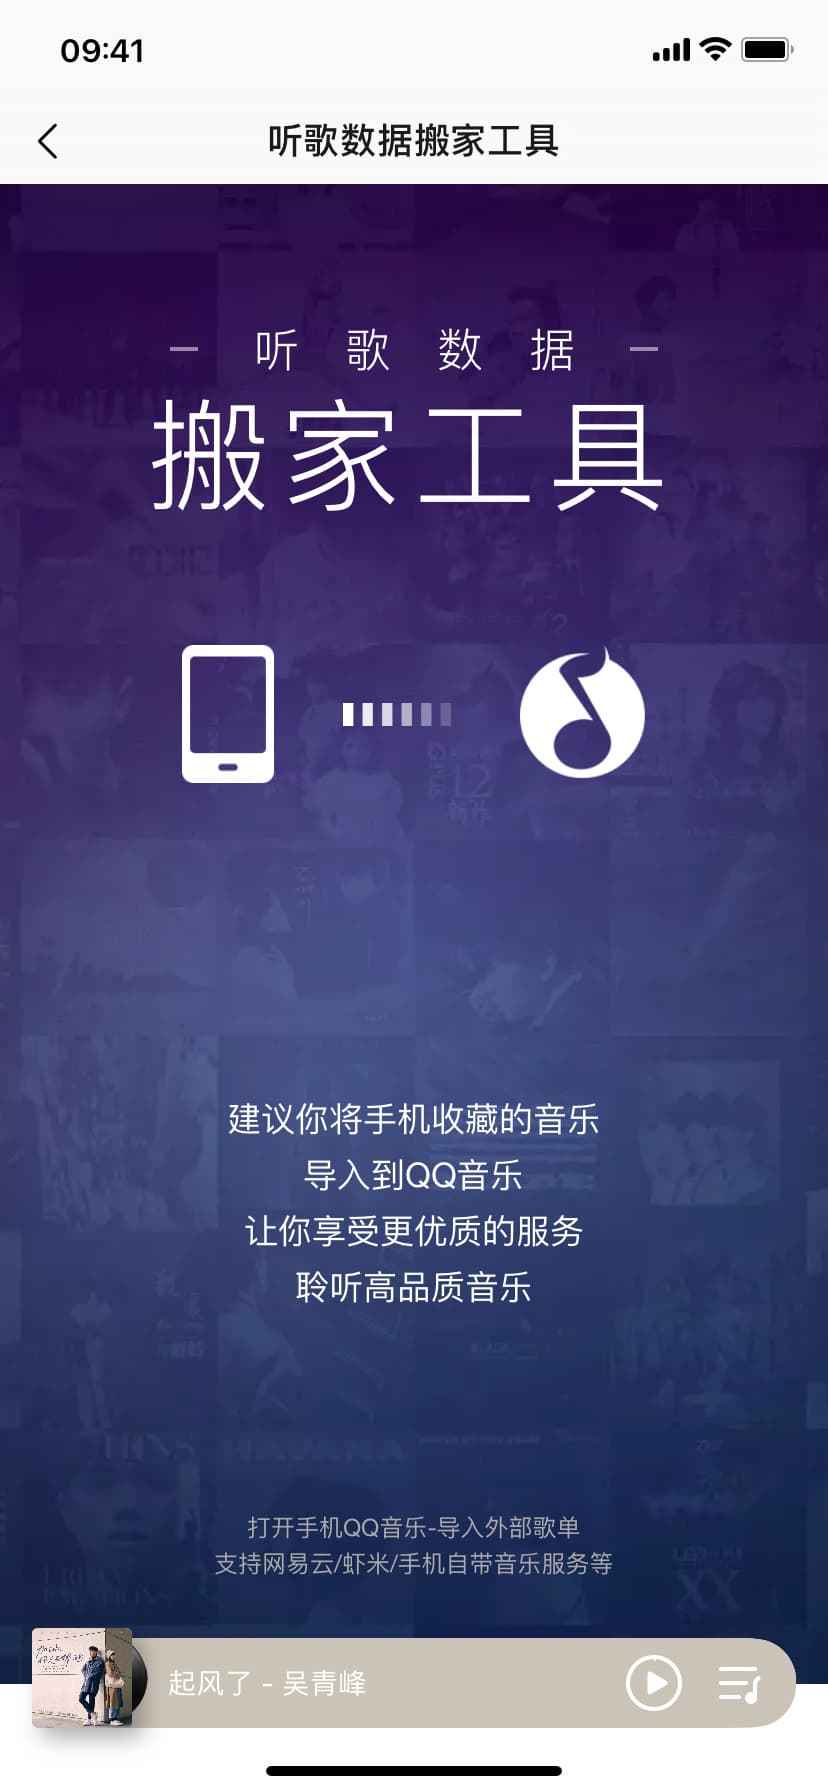 09:41
听歌数据搬家工具
听歌数据
搬家工具
建议你将手机收藏的音乐
导入到QQ音乐
让你享受更优质的服务
聆听高品质音乐
打开手机QQ音乐-导入外部歌单
支持网易云/虾米/手机自带音乐服务等
起风了 - 吴青峰